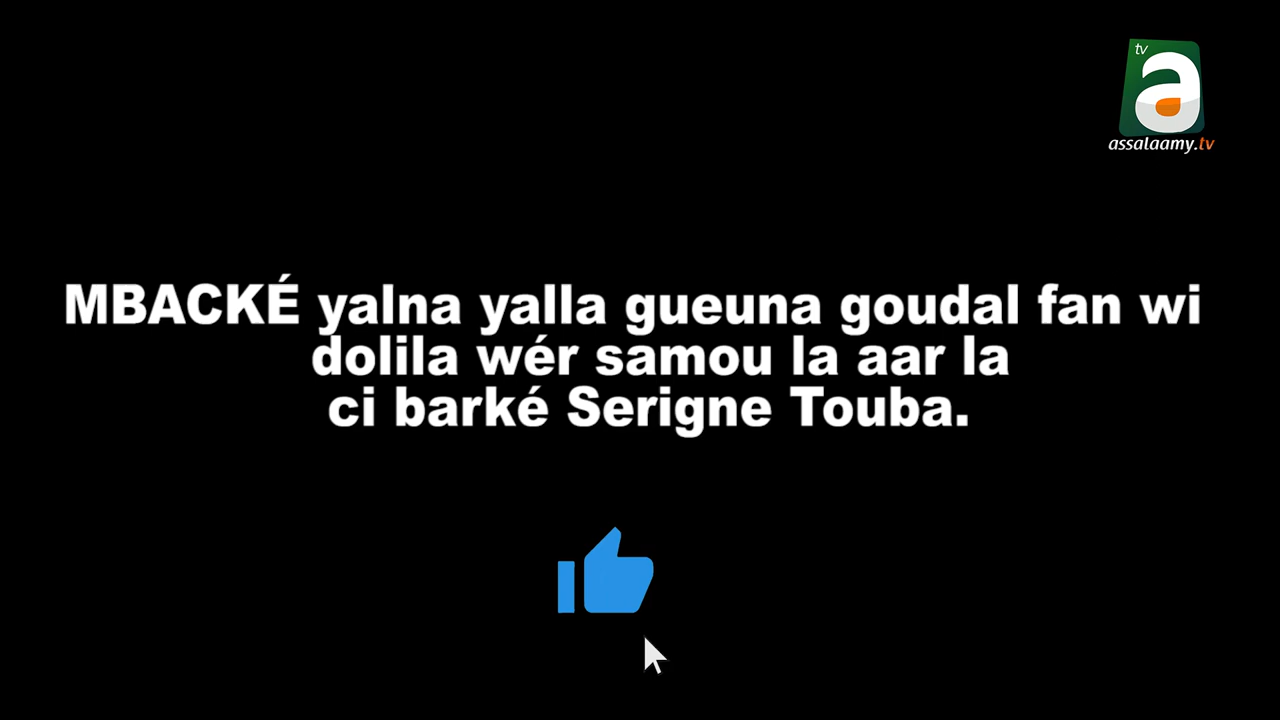 tv
a
assalaamy.tv
MBACKÉ yalna yalla gueuna goudal fan wi
dolila wér samou la aar la
ci barké Serigne Touba.